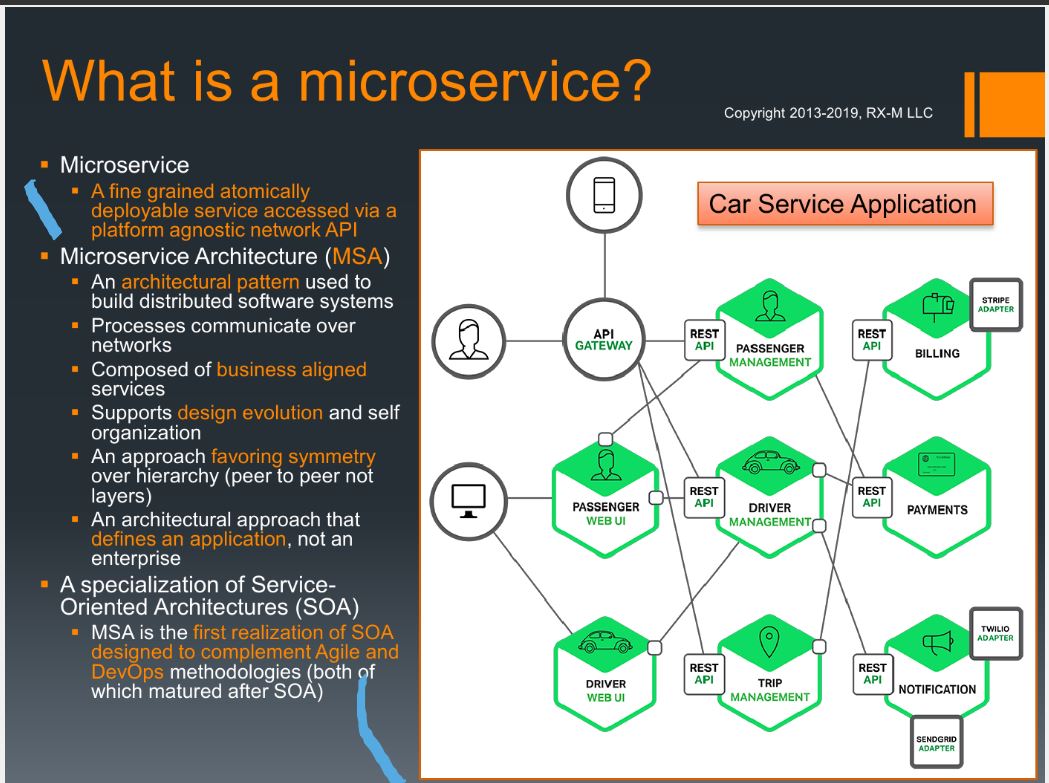 What is a microservice?
Copyright 2013-2019, RX-M LLC
Microservice
A fine grained atomically
deployable service accessed via a
platform agnostic network API
Microservice Architecture (MSA)
An architectural pattern used to
build distributed software systems
Processes communicate over
networks
Composed of business aligned
services
Supports design evolution and self
organization
An approach favoring symmetry
over hierarchy (peer to peer not
layers)
An architectural approach that
defines an application, not an
enterprise
A specialization of Service-
Oriented Architectures (SOA)
MSA is the first realization of SOA
designed to complement Agile and
DevOps methodologies (both of
which matured after SOA)
Car Service Application
API
GATEWAY
REST
API
PASSENGER
MANAGEMENT
REST
API
BILLING
STRIPE
ADAPTER
PASSENGER
WEB UI
REST
API
DRIVER
MANAGEMENT
REST
API
PAYMENTS
DRIVER
WEB UI
REST
API
TRIP
MANAGEMENT
REST
API
NOTIFICATION
TWILIO
ADAPTER
SENDGRID
ADAPTER